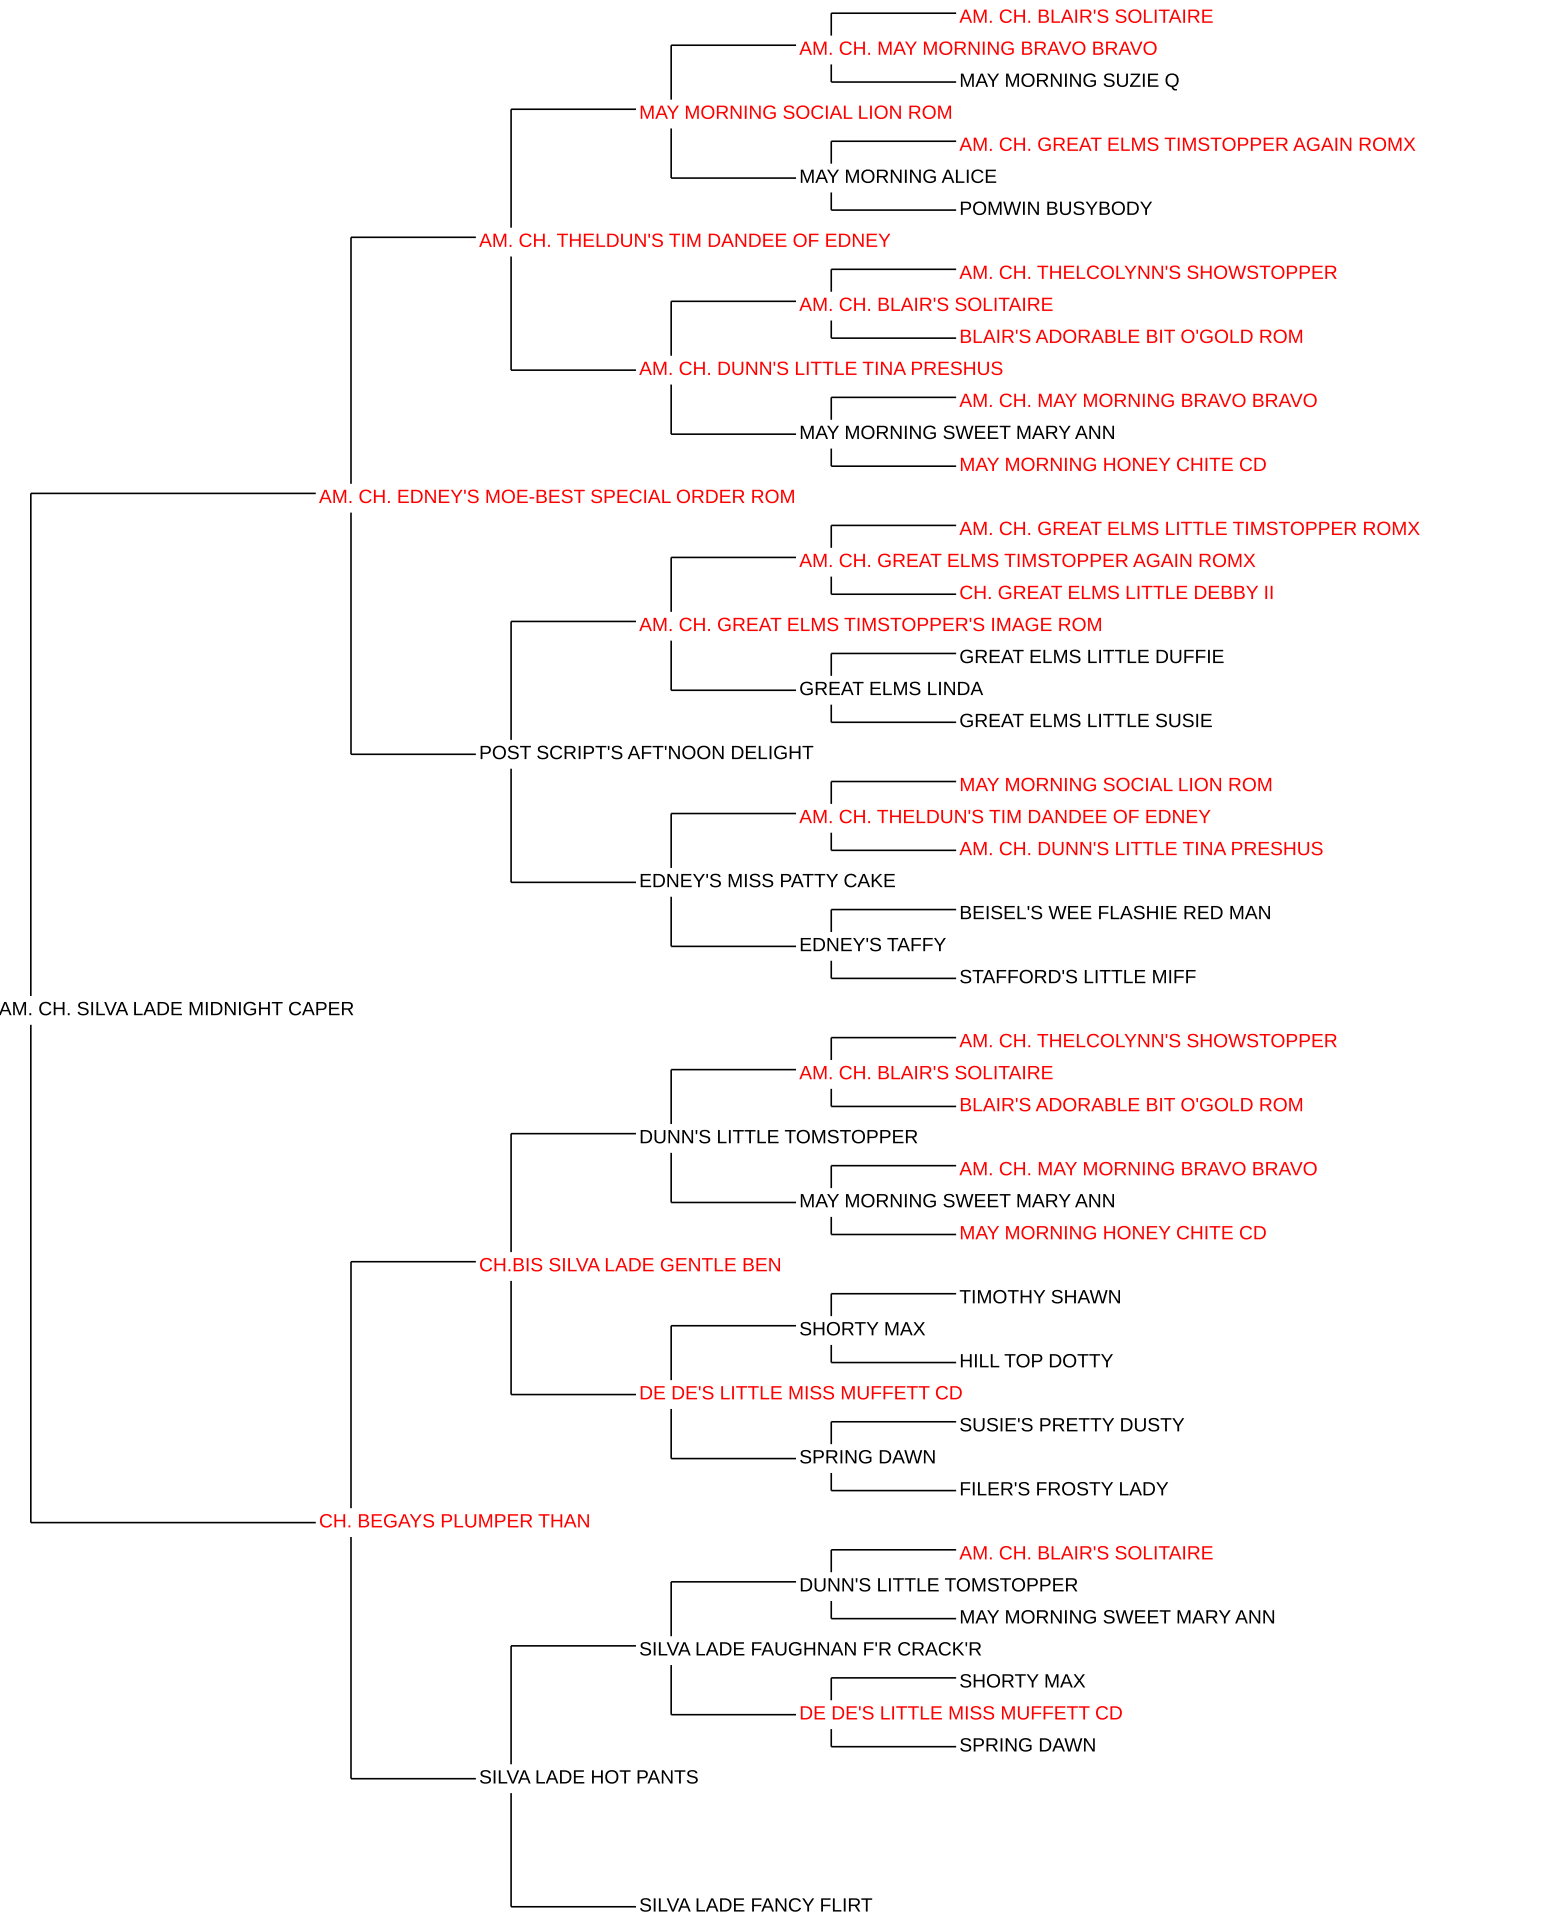 AM. CH. BLAIR'S SOLITAIRE
AM. CH. MAY MORNING BRAVO BRAVO
MAY MORNING SUZIE Q
MAY MORNING SOCIAL LION ROM
AM. CH. GREAT ELMS TIMSTOPPER AGAIN ROMX
MAY MORNING ALICE
POMWIN BUSYBODY
AM. CH. THELDUN'S TIM DANDEE OF EDNEY
AM. CH. THELCOLYNN'S SHOWSTOPPER
AM. CH. BLAIR'S SOLITAIRE
BLAIR'S ADORABLE BIT O'GOLD ROM
AM. CH. DUNN'S LITTLE TINA PRESHUS
AM. CH. MAY MORNING BRAVO BRAVO
MAY MORNING SWEET MARY ANN
MAY MORNING HONEY CHITE CD
AM. CH. EDNEY'S MOE-BEST SPECIAL ORDER ROM
AM. CH. GREAT ELMS LITTLE TIMSTOPPER ROMX
AM. CH. GREAT ELMS TIMSTOPPER AGAIN ROMX
CH. GREAT ELMS LITTLE DEBBY II
AM. CH. GREAT ELMS TIMSTOPPER'S IMAGE ROM
GREAT ELMS LITTLE DUFFIE
GREAT ELMS LINDA
GREAT ELMS LITTLE SUSIE
POST SCRIPT'S AFT'NOON DELIGHT
MAY MORNING SOCIAL LION ROM
AM. CH. THELDUN'S TIM DANDEE OF EDNEY
AM. CH. DUNN'S LITTLE TINA PRESHUS
EDNEY'S MISS PATTY CAKE
BEISEL'S WEE FLASHIE RED MAN
EDNEY'S TAFFY
STAFFORD'S LITTLE MIFF
AM. CH. SILVA LADE MIDNIGHT CAPER
AM. CH. THELCOLYNN'S SHOWSTOPPER
AM. CH. BLAIR'S SOLITAIRE
BLAIR'S ADORABLE BIT O'GOLD ROM
DUNN'S LITTLE TOMSTOPPER
AM. CH. MAY MORNING BRAVO BRAVO
MAY MORNING SWEET MARY ANN
MAY MORNING HONEY CHITE CD
CH.BIS SILVA LADE GENTLE BEN
TIMOTHY SHAWN
SHORTY MAX
HILL TOP DOTTY
DE DE'S LITTLE MISS MUFFETT CD
SUSIE'S PRETTY DUSTY
SPRING DAWN
FILER'S FROSTY LADY
CH. BEGAYS PLUMPER THAN
AM. CH. BLAIR'S SOLITAIRE
DUNN'S LITTLE TOMSTOPPER
MAY MORNING SWEET MARY ANN
SILVA LADE FAUGHNAN F'R CRACK'R
SHORTY MAX
DE DE'S LITTLE MISS MUFFETT CD
SPRING DAWN
SILVA LADE HOT PANTS
SILVA LADE FANCY FLIRT